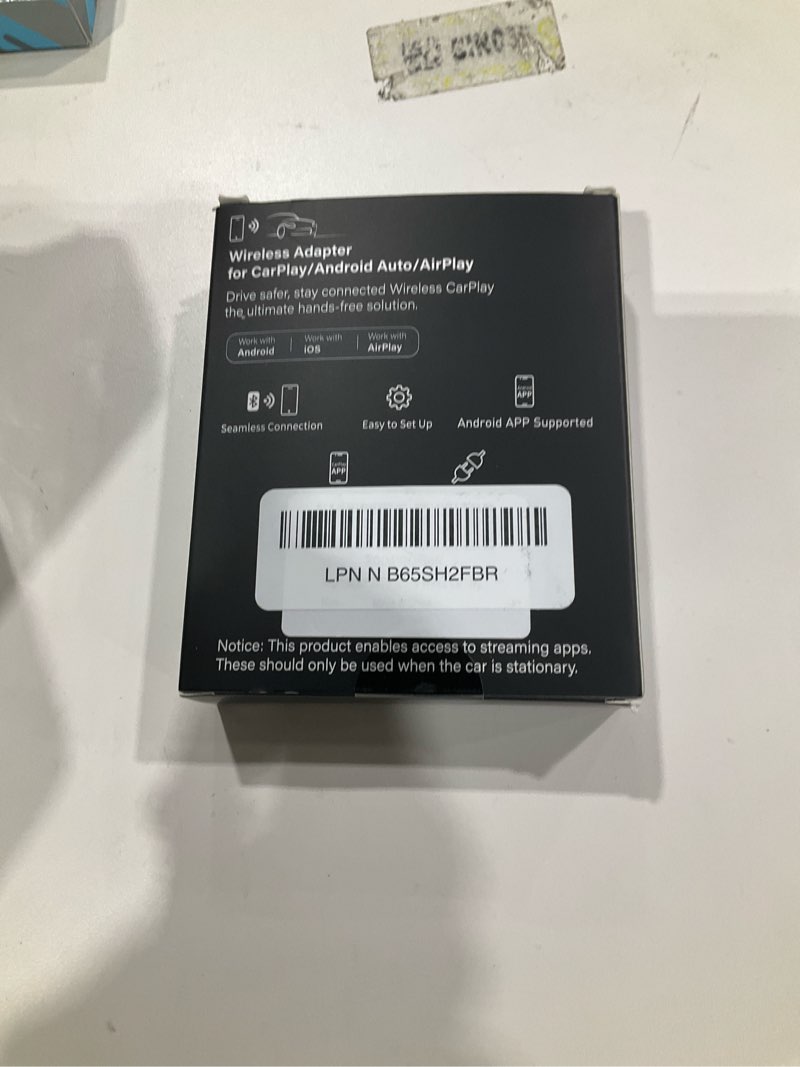 Wireless Adapter
for CarPlay/Android Auto/AirPlay
Drive safer, stay connected Wireless CarPlay
the ultimate hands-free solution.
Work with Work with Work with
Android iOS AirPlay
APP
Seamless Connection Easy to Set Up Android APP Supported
CarPlay
APP
LPN N B65SH2FBR
Notice: This product enables access to streaming apps.
These should only be used when the car is stationary.